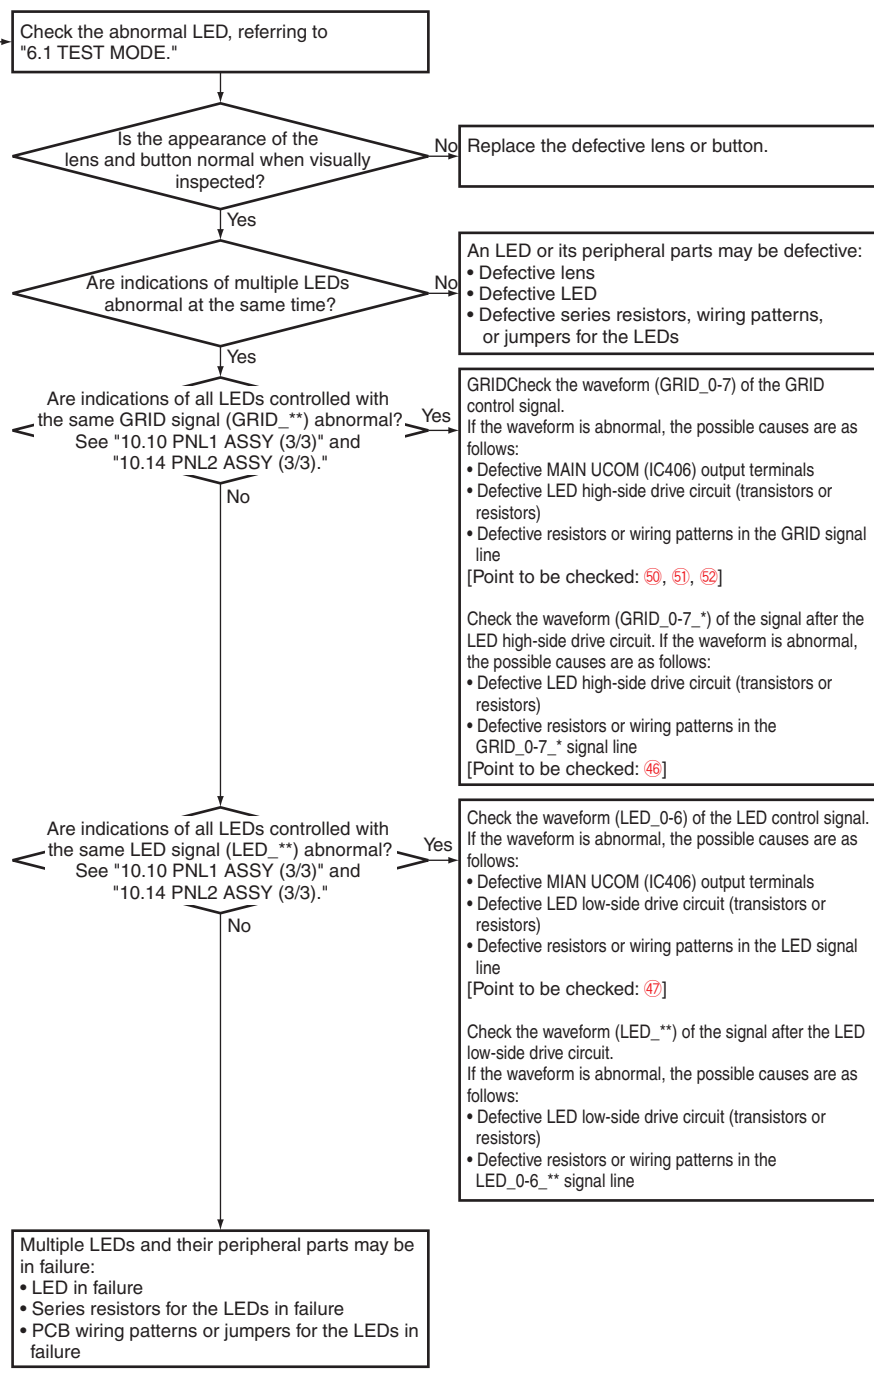 Check the abnormal LED, referring to
"6.1 TEST MODE."
Is the appearance of the
lens and button normal when visually
inspected?
No
Replace the defective lens or button.
Yes
Are indications of multiple LEDs
abnormal at the same time?
No
An LED or its peripheral parts may be defective:
• Defective lens
• Defective LED
• Defective series resistors, wiring patterns,
or jumpers for the LEDs
Yes
Are indications of all LEDs controlled with
the same GRID signal (GRID_**) abnormal?
See "10.10 PNL1 ASSY (3/3)" and
"10.14 PNL2 ASSY (3/3)."
Yes
GRIDCheck the waveform (GRID_0-7) of the GRID
control signal.
If the waveform is abnormal, the possible causes are as
follows:
• Defective MAIN UCOM (IC406) output terminals
• Defective LED high-side drive circuit (transistors or
resistors)
• Defective resistors or wiring patterns in the GRID signal
line
[Point to be checked: ㊿, 51, 52]
Check the waveform (GRID_0-7_*) of the signal after the
LED high-side drive circuit. If the waveform is abnormal,
the possible causes are as follows:
• Defective LED high-side drive circuit (transistors or
resistors)
• Defective resistors or wiring patterns in the
GRID_0-7_* signal line
[Point to be checked: ㊻]
No
Are indications of all LEDs controlled with
the same LED signal (LED_**) abnormal?
See "10.10 PNL1 ASSY (3/3)" and
"10.14 PNL2 ASSY (3/3)."
Yes
Check the waveform (LED_0-6) of the LED control signal.
If the waveform is abnormal, the possible causes are as
follows:
• Defective MIAN UCOM (IC406) output terminals
• Defective LED low-side drive circuit (transistors or
resistors)
• Defective resistors or wiring patterns in the LED signal
line
[Point to be checked: ㊼]
Check the waveform (LED_**) of the signal after the LED
low-side drive circuit.
If the waveform is abnormal, the possible causes are as
follows:
• Defective LED low-side drive circuit (transistors or
resistors)
• Defective resistors or wiring patterns in the
LED_0-6_** signal line
No
Multiple LEDs and their peripheral parts may be
in failure:
• LED in failure
• Series resistors for the LEDs in failure
• PCB wiring patterns or jumpers for the LEDs in
failure